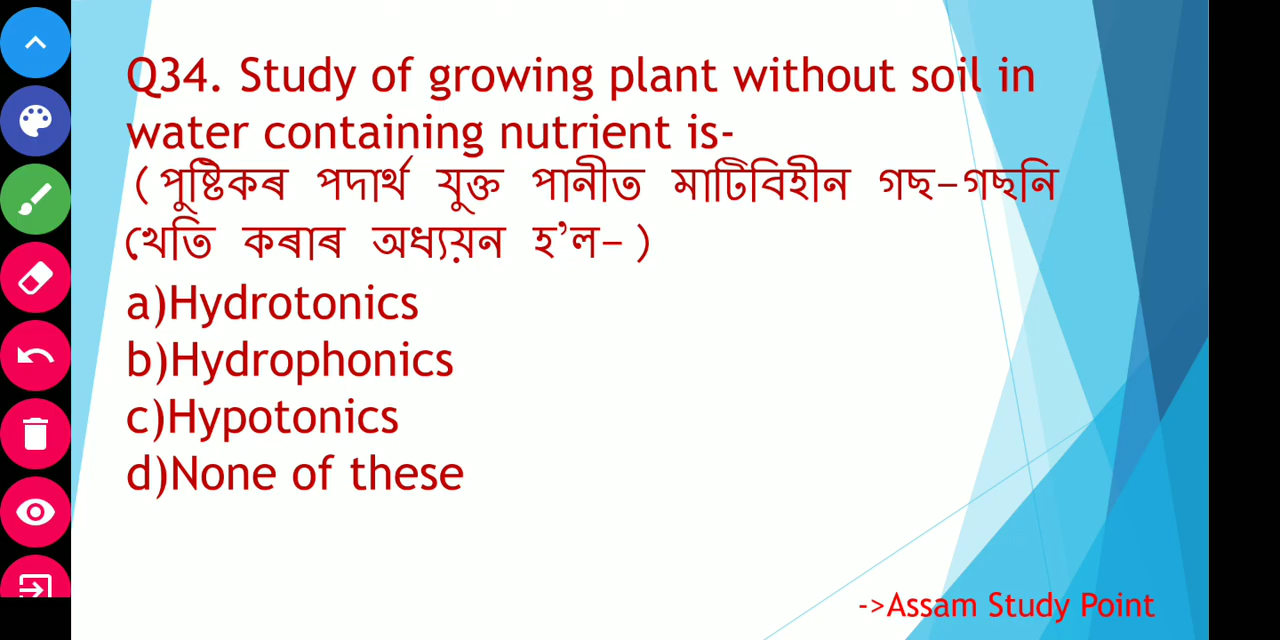 Q34. Study of growing plant without soil in
water containing nutrient is-
(পুষ্টিকৰ পদাৰ্থ যুক্ত পানীত মাটিবিহীন গছ-গছনি
খেতি কৰাৰ অধ্যয়ন হ'ল- )
a)Hydrotonics
b)Hydrophonics
c)Hypotonics
d)None of these
->Assam Study Point